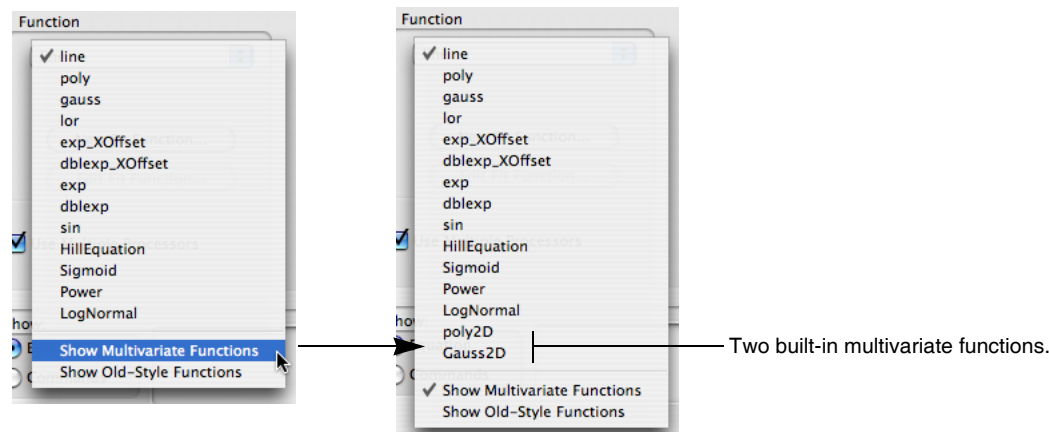 Function
✓ line
poly
gauss
lor
exp_XOffset
dblexp_XOffset
exp
dblexp
sin
HillEquation
Sigmoid
Power
LogNormal
Show Multivariate Functions
Show Old-Style Functions
Function
✓ line
poly
gauss
lor
exp_XOffset
dblexp_XOffset
exp
dblexp
sin
HillEquation
Sigmoid
Power
LogNormal
poly2D
Gauss2D
✓ Show Multivariate Functions
Show Old-Style Functions
Two built-in multivariate functions.